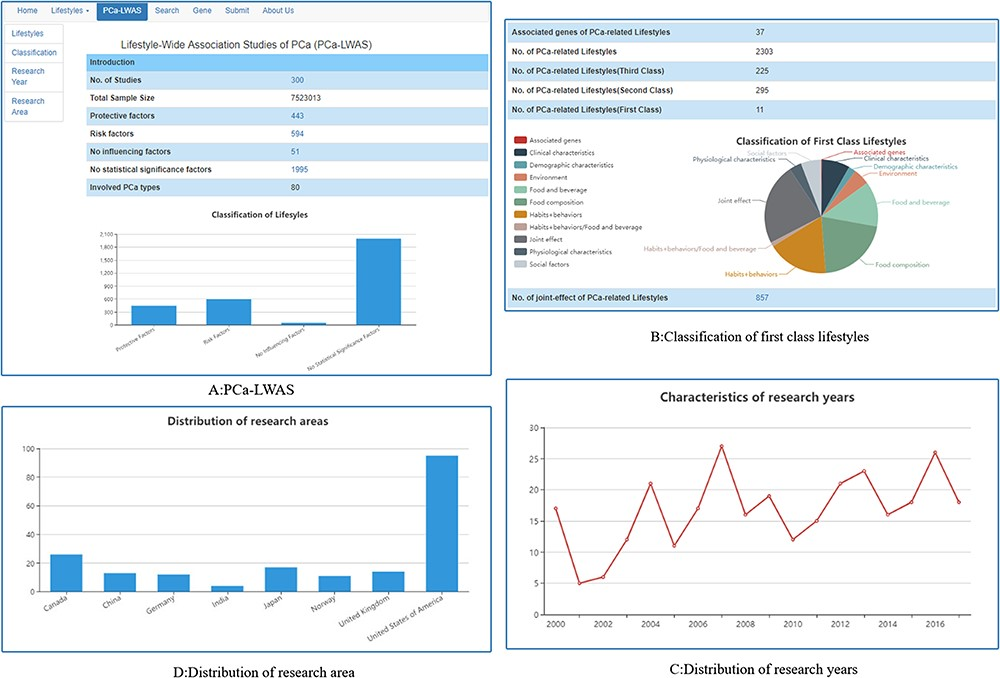 Home Lifestyles PCa-LWAS Search Gene Submit About Us
Lifestyles
Classification
Research
Year
Research
Area
Lifestyle-Wide Association Studies of PCa (PCa-LWAS)
Introduction
No. of Studies 300
Total Sample Size 7523013
Protective factors 443
Risk factors 594
No influencing factors 51
No statistical significance factors 1995
Involved PCa types 80
Classification of Lifesyles
2,100
1,800
1,500
1,200
900
600
300
0
Protective Factors
Risk Factors
No Influencing Factors
No Statistical Significance Factors
A:PCa-LWAS
Associated genes of PCa-related Lifestyles 37
No. of PCa-related Lifestyles 2303
No. of PCa-related Lifestyles(Third Class) 225
No. of PCa-related Lifestyles(Second Class) 295
No. of PCa-related Lifestyles(First Class) 11
Classification of First Class Lifestyles
Associated genes
Clinical characteristics
Demographic characteristics
Environment
Food and beverage
Food composition
Habits+behaviors
Habits+behaviors/Food and beverage
Joint effect
Physiological characteristics
Social factors
Social factors
Physiological characteristics
Joint effect
Habits+behaviors/Food and beverage
Habits+behaviors
Associated genes
Clinical characteristics
Demographic characteristics
Environment
Food and beverage
Food composition
No. of joint-effect of PCa-related Lifestyles 857
B:Classification of first class lifestyles
Distribution of research areas
100
80
60
40
20
0
Canada
China
Germany
India
Japan
Norway
United Kingdom
United States of America
D:Distribution of research area
Characteristics of research years
30
25
20
15
10
5
0
2000 2002 2004 2006 2008 2010 2012 2014 2016
C:Distribution of research years